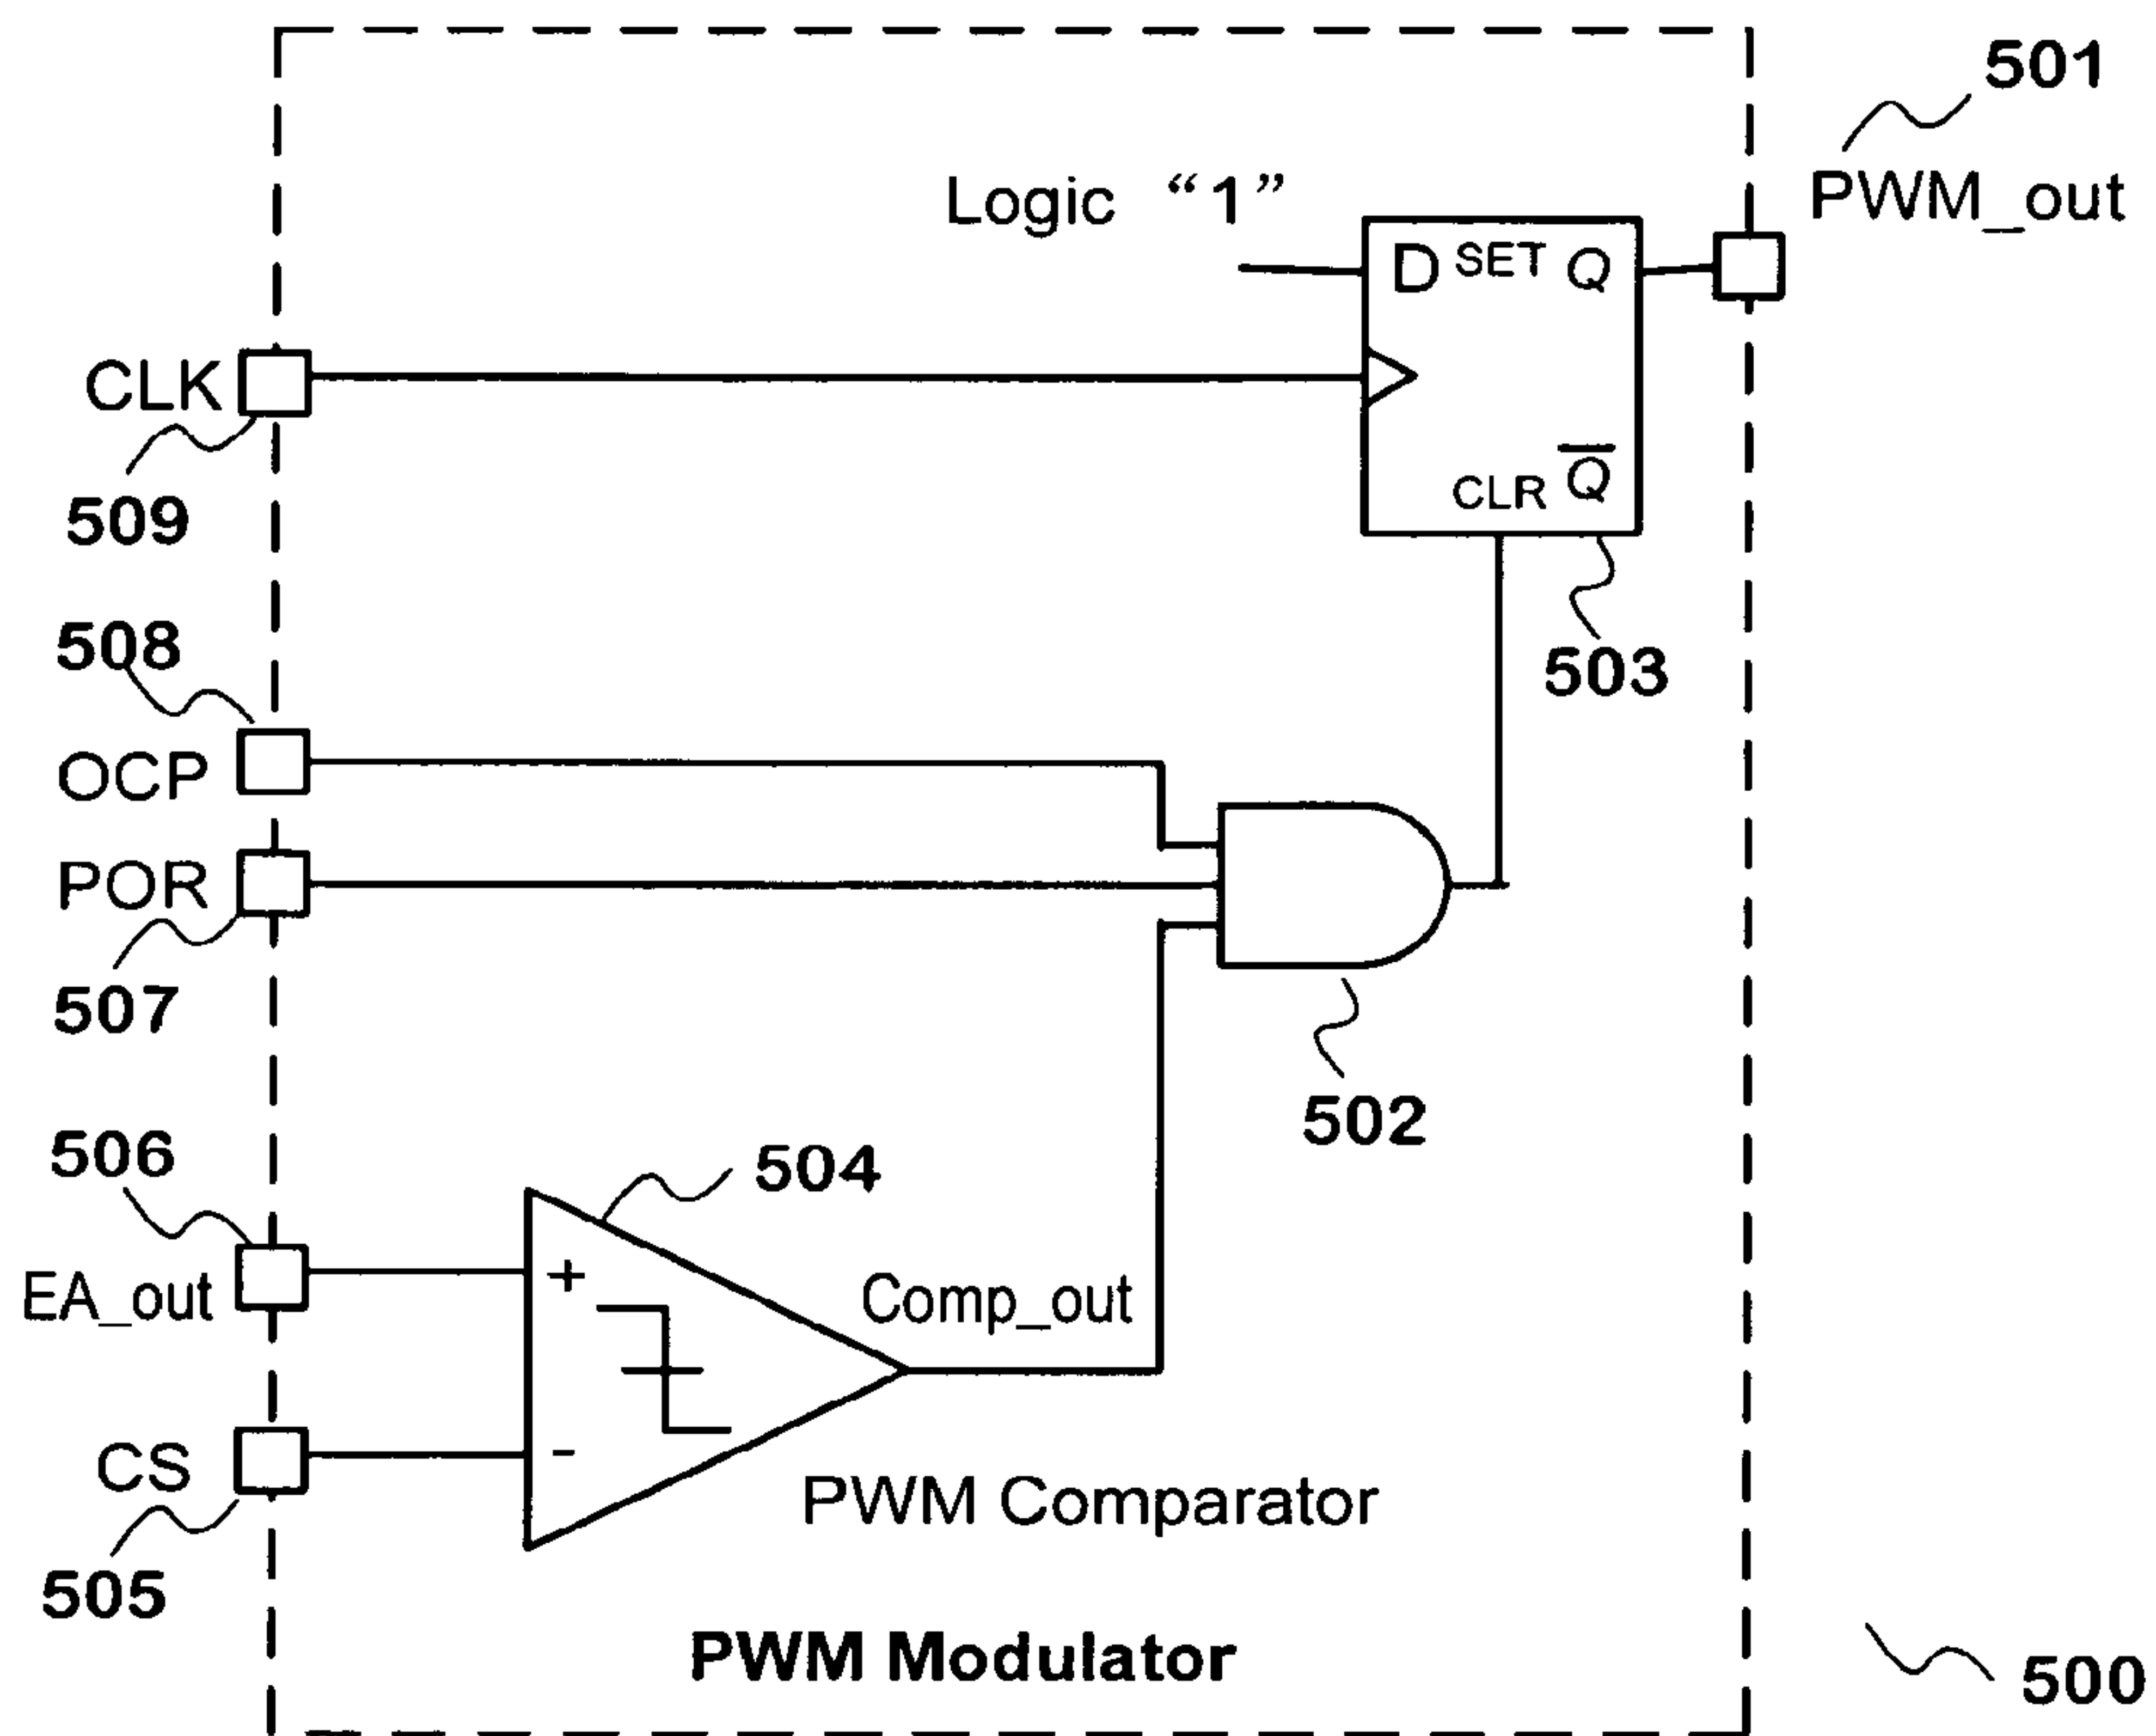 501
PWM_out
Logic “1”
D SET Q
CLK
509
CLR Q
503
508
OCP
POR
507
502
506
504
EA_out
+
Comp_out
CS
-
PWM Comparator
505
PWM Modulator
500